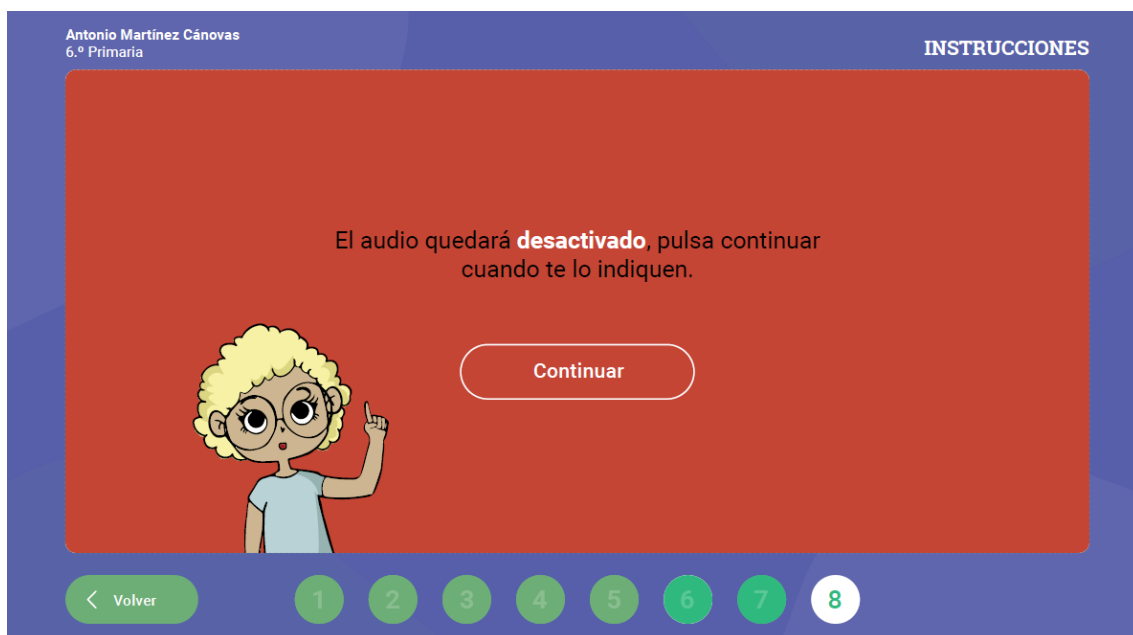 Antonio Martínez Cánovas
6.º Primaria
INSTRUCCIONES
El audio quedará desactivado, pulsa continuar
cuando te lo indiquen.
Continuar
Volver
1 2 3 4 5 6 7 8